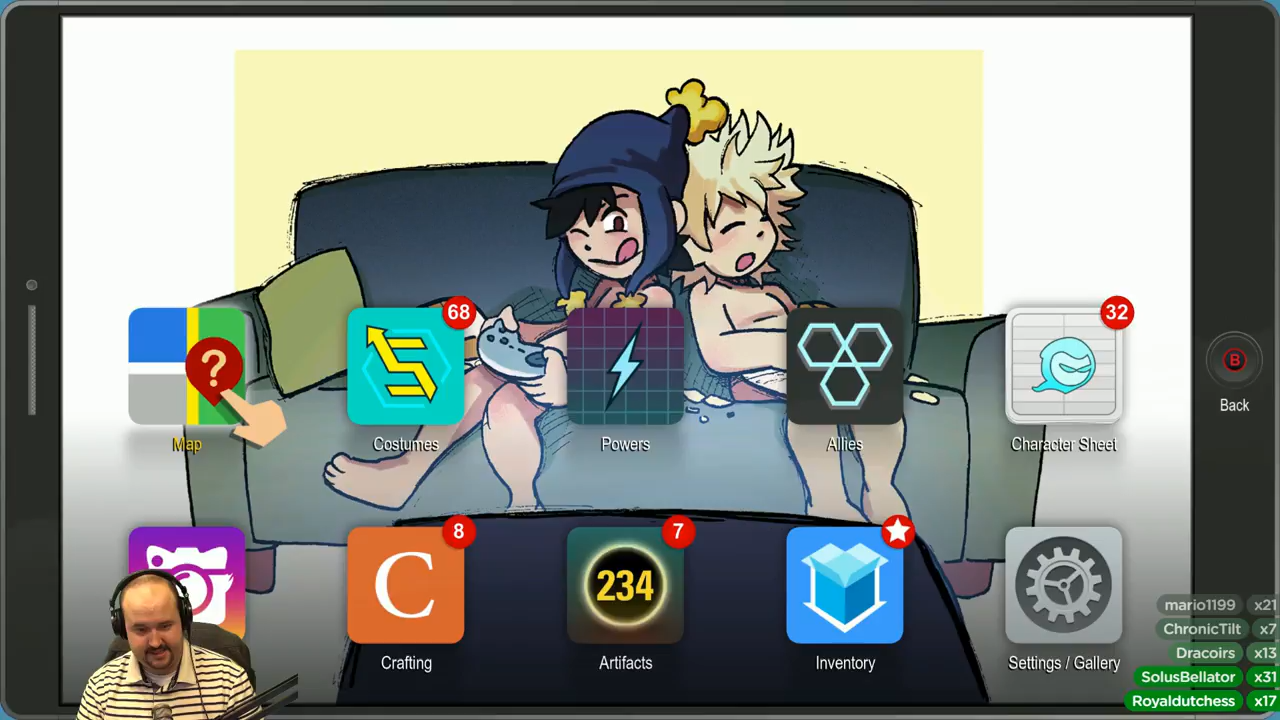 68
32
?
B
Back
Map
Costumes
Powers
Allies
Character Sheet
8
7
C
234
Crafting
Artifacts
Inventory
Settings / Gallery
mario1199 x21
ChronicTilt x7
Dracoirs x13
SolusBellator x31
Royaldutchess x17